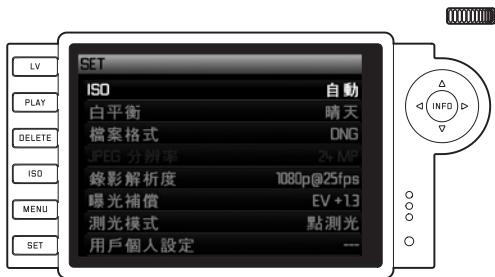 LV
PLAY
DELETE
ISO
MENU
SET
SET
ISO 自動
白平衡 晴天
檔案格式 DNG
JPEG 分辨率 24 MP
錄影解析度 1080p@25fps
曝光補償 EV +1.3
測光模式 點測光
用戶個人設定 ---
INFO